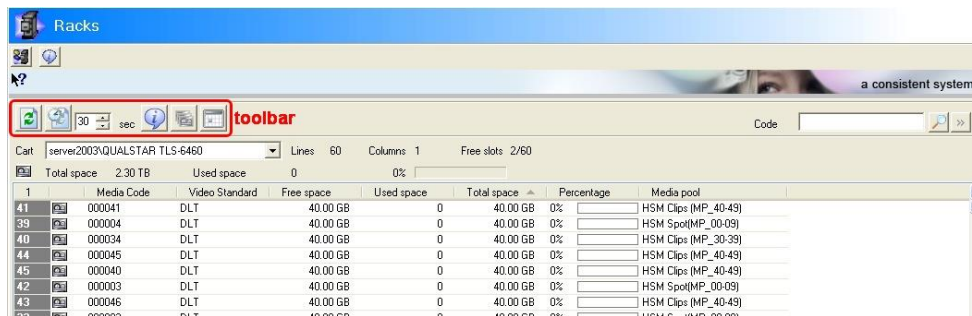 Racks
a consistent system
30 sec toolbar Code
Cart server2003\QUALSTAR TLS-6460 Lines 60 Columns 1 Free slots 2/60
Total space 2.30 TB Used space 0 0%
1 Media Code Video Standard Free space Used space Total space Percentage Media pool
41 000041 DLT 40.00 GB 0 40.00 GB 0% HSM Clips (MP_40-49)
39 000004 DLT 40.00 GB 0 40.00 GB 0% HSM Spot(MP_00-09)
40 000034 DLT 40.00 GB 0 40.00 GB 0% HSM Clips (MP_30-39)
44 000045 DLT 40.00 GB 0 40.00 GB 0% HSM Clips (MP_40-49)
45 000040 DLT 40.00 GB 0 40.00 GB 0% HSM Clips (MP_40-49)
42 000003 DLT 40.00 GB 0 40.00 GB 0% HSM Spot(MP_00-09)
43 000046 DLT 40.00 GB 0 40.00 GB 0% HSM Clips (MP_40-49)